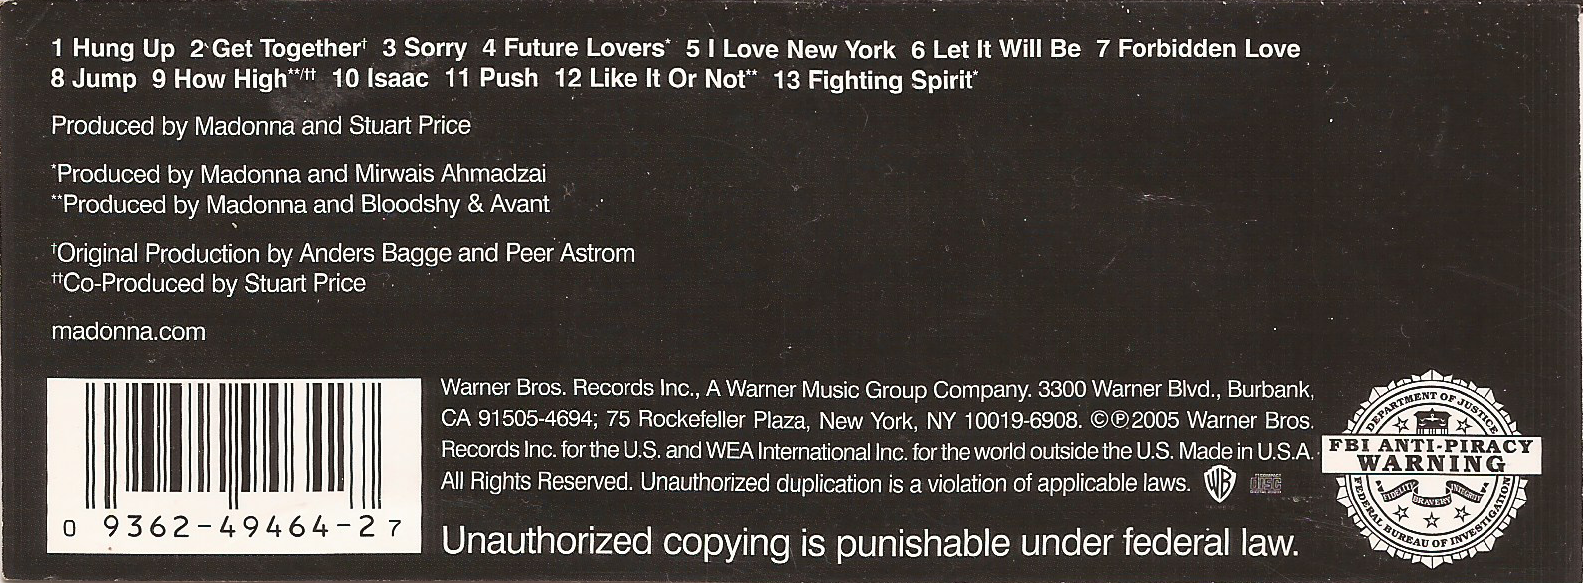 1 Hung Up 2 Get Together† 3 Sorry 4 Future Lovers* 5 I Love New York 6 Let It Will Be 7 Forbidden Love
8 Jump 9 How High**/†† 10 Isaac 11 Push 12 Like It Or Not** 13 Fighting Spirit*
Produced by Madonna and Stuart Price
*Produced by Madonna and Mirwais Ahmadzai
**Produced by Madonna and Bloodshy & Avant
†Original Production by Anders Bagge and Peer Astrom
††Co-Produced by Stuart Price
madonna.com
0 9362-49464-2 7
Warner Bros. Records Inc., A Warner Music Group Company. 3300 Warner Blvd., Burbank,
CA 91505-4694; 75 Rockefeller Plaza, New York, NY 10019-6908. ©℗2005 Warner Bros.
Records Inc. for the U.S. and WEA International Inc. for the world outside the U.S. Made in U.S.A.
All Rights Reserved. Unauthorized duplication is a violation of applicable laws.
WB
COMPACT disc
Unauthorized copying is punishable under federal law.
DEPARTMENT OF JUSTICE
FBI ANTI-PIRACY
WARNING
FIDELITY BRAVERY INTEGRITY
FEDERAL BUREAU OF INVESTIGATION